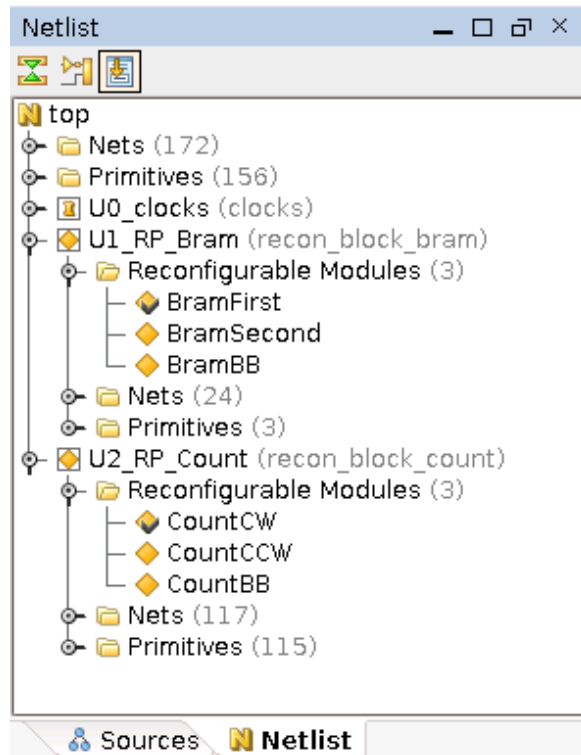 Netlist
top
Nets (172)
Primitives (156)
U0_clocks (clocks)
U1_RP_Bram (recon_block_bram)
Reconfigurable Modules (3)
BramFirst
BramSecond
BramBB
Nets (24)
Primitives (3)
U2_RP_Count (recon_block_count)
Reconfigurable Modules (3)
CountCW
CountCCW
CountBB
Nets (117)
Primitives (115)
Sources Netlist